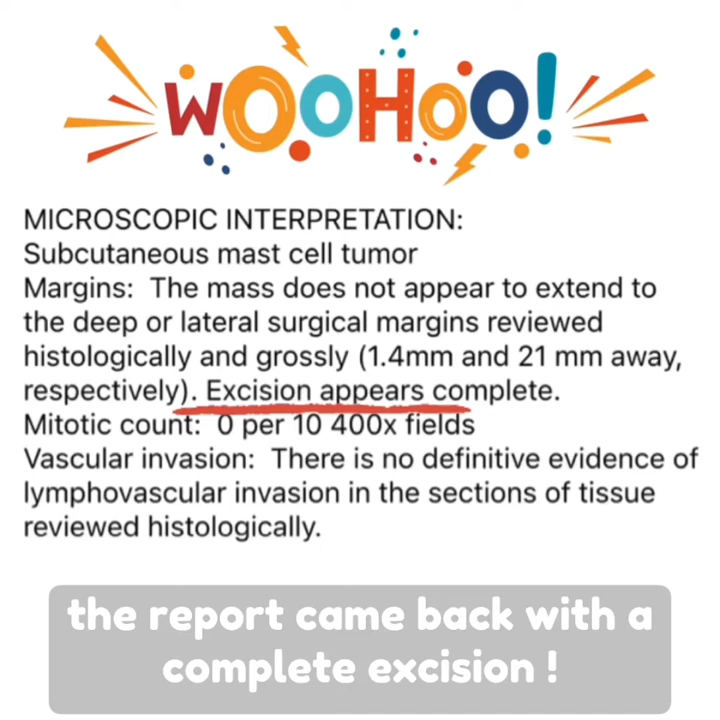 WOOHOO!
MICROSCOPIC INTERPRETATION:
Subcutaneous mast cell tumor
Margins:  The mass does not appear to extend to
the deep or lateral surgical margins reviewed
histologically and grossly (1.4mm and 21 mm away,
respectively). Excision appears complete.
Mitotic count:  0 per 10 400x fields
Vascular invasion:  There is no definitive evidence of
lymphovascular invasion in the sections of tissue
reviewed histologically.
the report came back with a
complete excision !